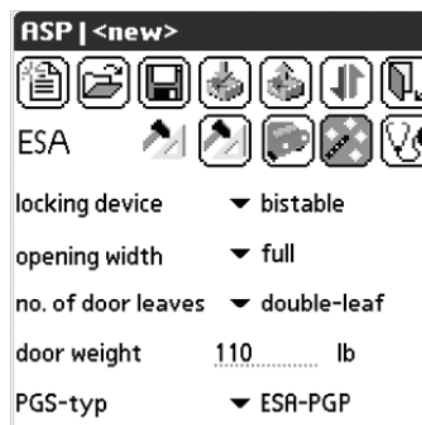 ASP | <new>
ESA
locking device bistable
opening width full
no. of door leaves double-leaf
door weight 110 lb
PGS-typ ESA-PGP